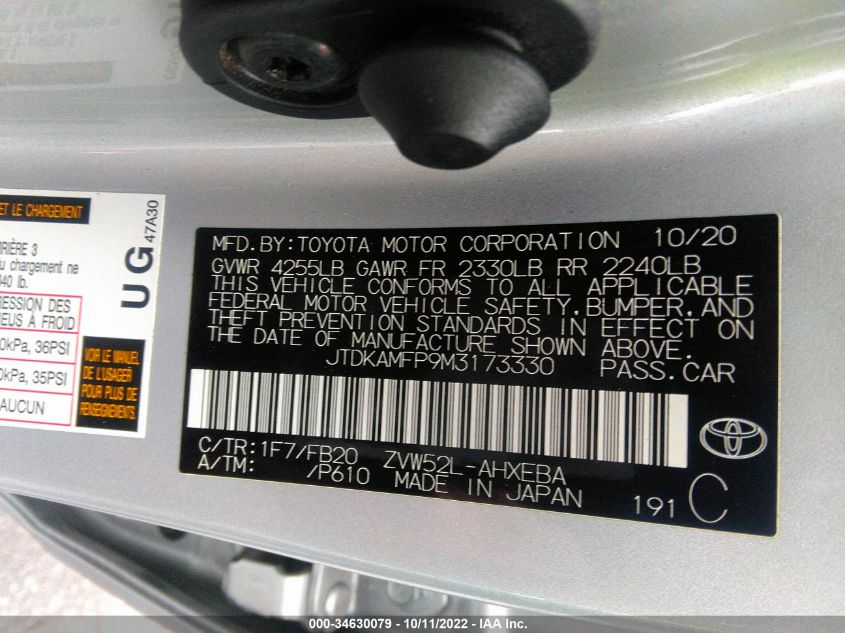 ET LE CHARGEMENT
RIÈRE 3
u chargement ne
040 lb.
RESSION DES
NEUS À FROID
0kPa, 36PSI
0kPa, 35PSI
AUCUN
VOIR LE MANUEL
DE L'USAGER
POUR PLUS DE
RENSEIGNEMENTS
UG
47A30
MFD.BY:TOYOTA MOTOR CORPORATION 10/20
GVWR 4255LB GAWR FR 2330LB RR 2240LB
THIS VEHICLE CONFORMS TO ALL APPLICABLE
FEDERAL MOTOR VEHICLE SAFETY,BUMPER,AND
THEFT PREVENTION STANDARDS IN EFFECT ON
THE DATE OF MANUFACTURE SHOWN ABOVE.
JTDKAMFP9M3173330 PASS.CAR
C/TR:1F7/FB20 ZVW52L-AHXEBA
A/TM: /P610 MADE IN JAPAN 191 C
000-34630079 - 10/11/2022 - IAA Inc.